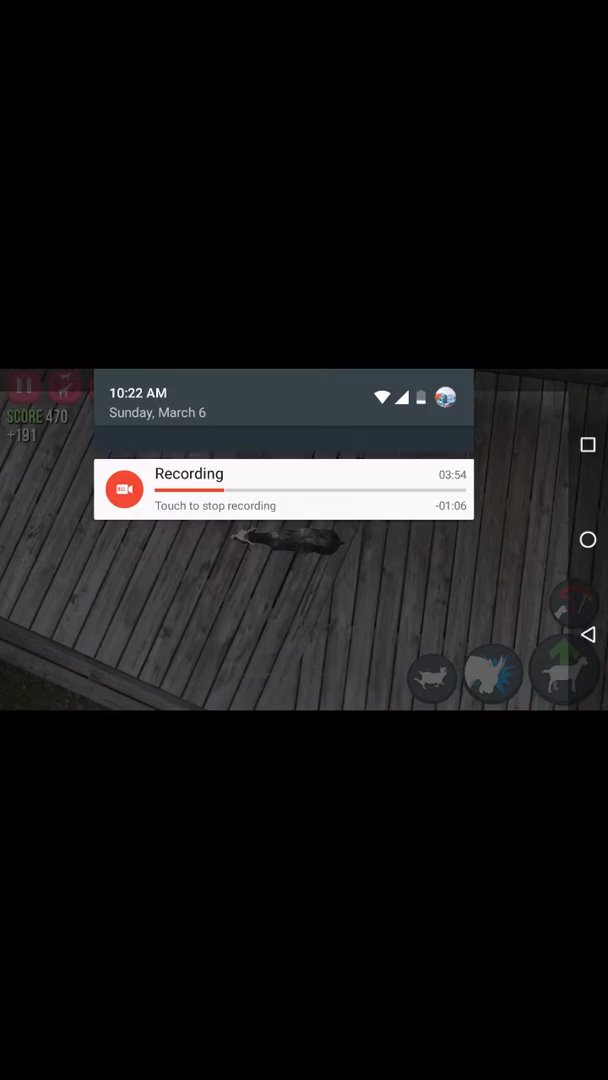 10:22 AM
Sunday, March 6
SCORE 470
+191
Recording 03:54
Touch to stop recording -01:06